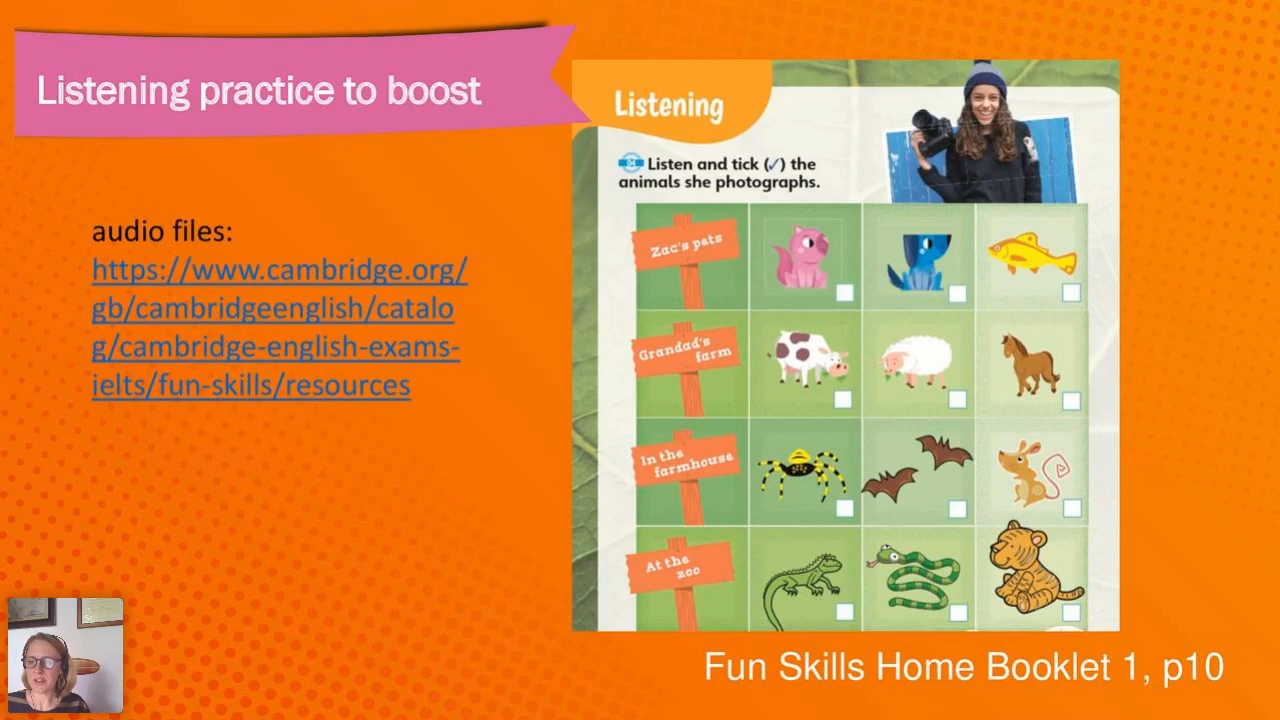 Listening practice to boost
audio files:
https://www.cambridge.org/
gb/cambridgeenglish/catalo
g/cambridge-english-exams-
ielts/fun-skills/resources
Listening
04 Listen and tick (✓) the
animals she photographs.
Zac's pets
Grandad's
farm
In the
farmhouse
At the
zoo
Fun Skills Home Booklet 1, p10